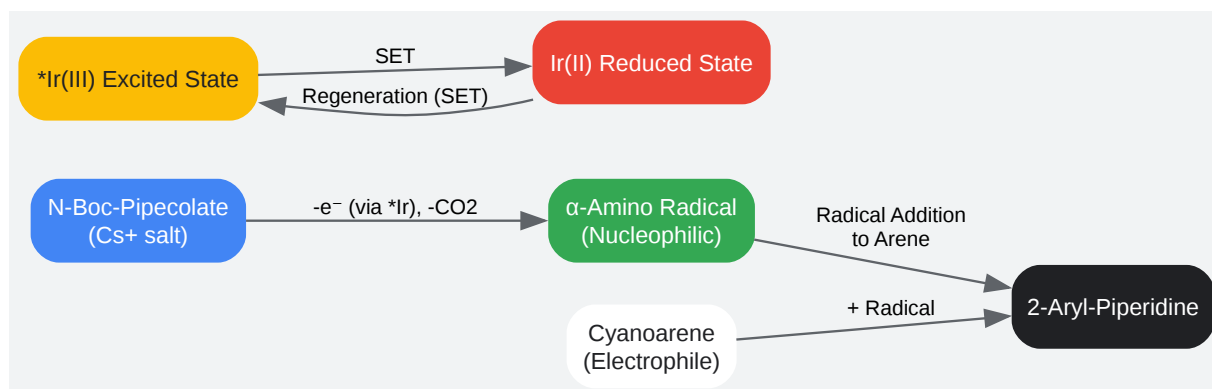 *Ir(III) Excited State
SET
Regeneration (SET)
Ir(II) Reduced State
N-Boc-Pipecolate
(Cs+ salt)
-e⁻ (via *Ir), -CO2
α-Amino Radical
(Nucleophilic)
Radical Addition
to Arene
Cyanoarene
(Electrophile)
+ Radical
2-Aryl-Piperidine